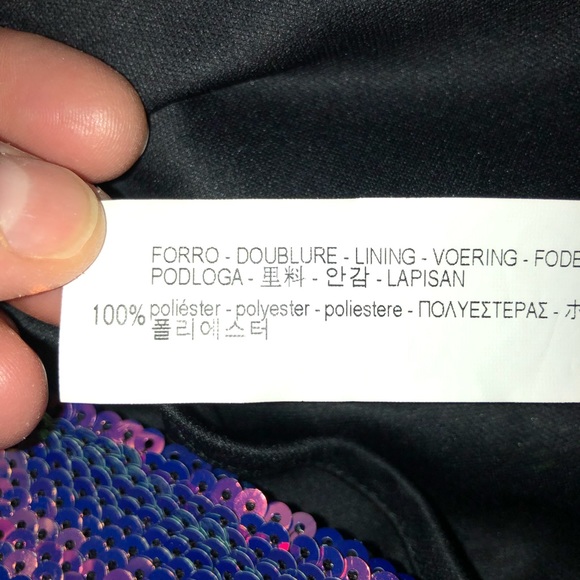 FORRO - DOUBLURE - LINING - VOERING - FODE
PODLOGA - 里料 - 안감 - LAPISAN
100% poliéster - polyester - poliestere - ΠΟΛΥΕΣΤΕΡΑΣ - ポ
폴리에스터